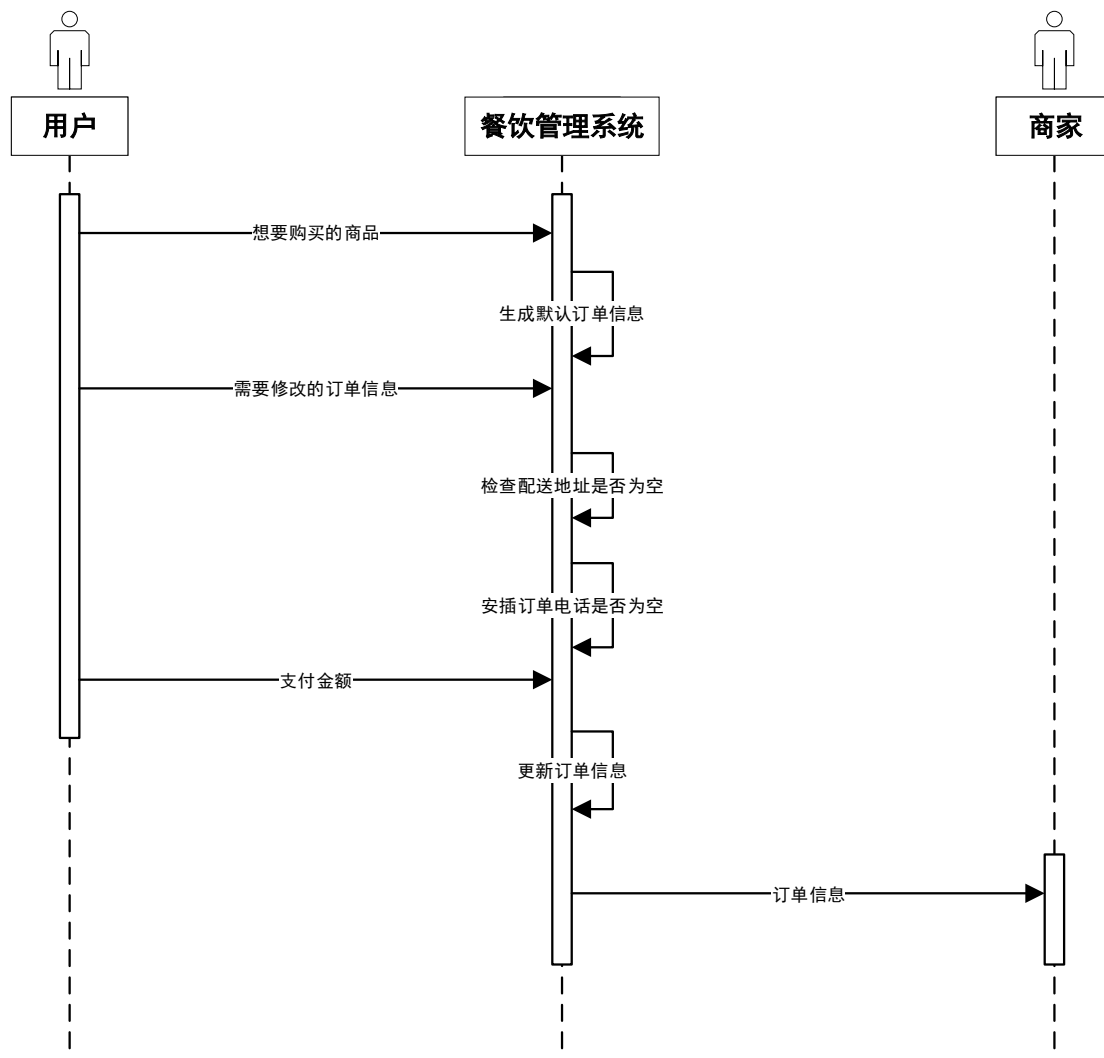 用户
餐饮管理系统
商家
想要购买的商品
生成默认订单信息
需要修改的订单信息
检查配送地址是否为空
安插订单电话是否为空
支付金额
更新订单信息
订单信息